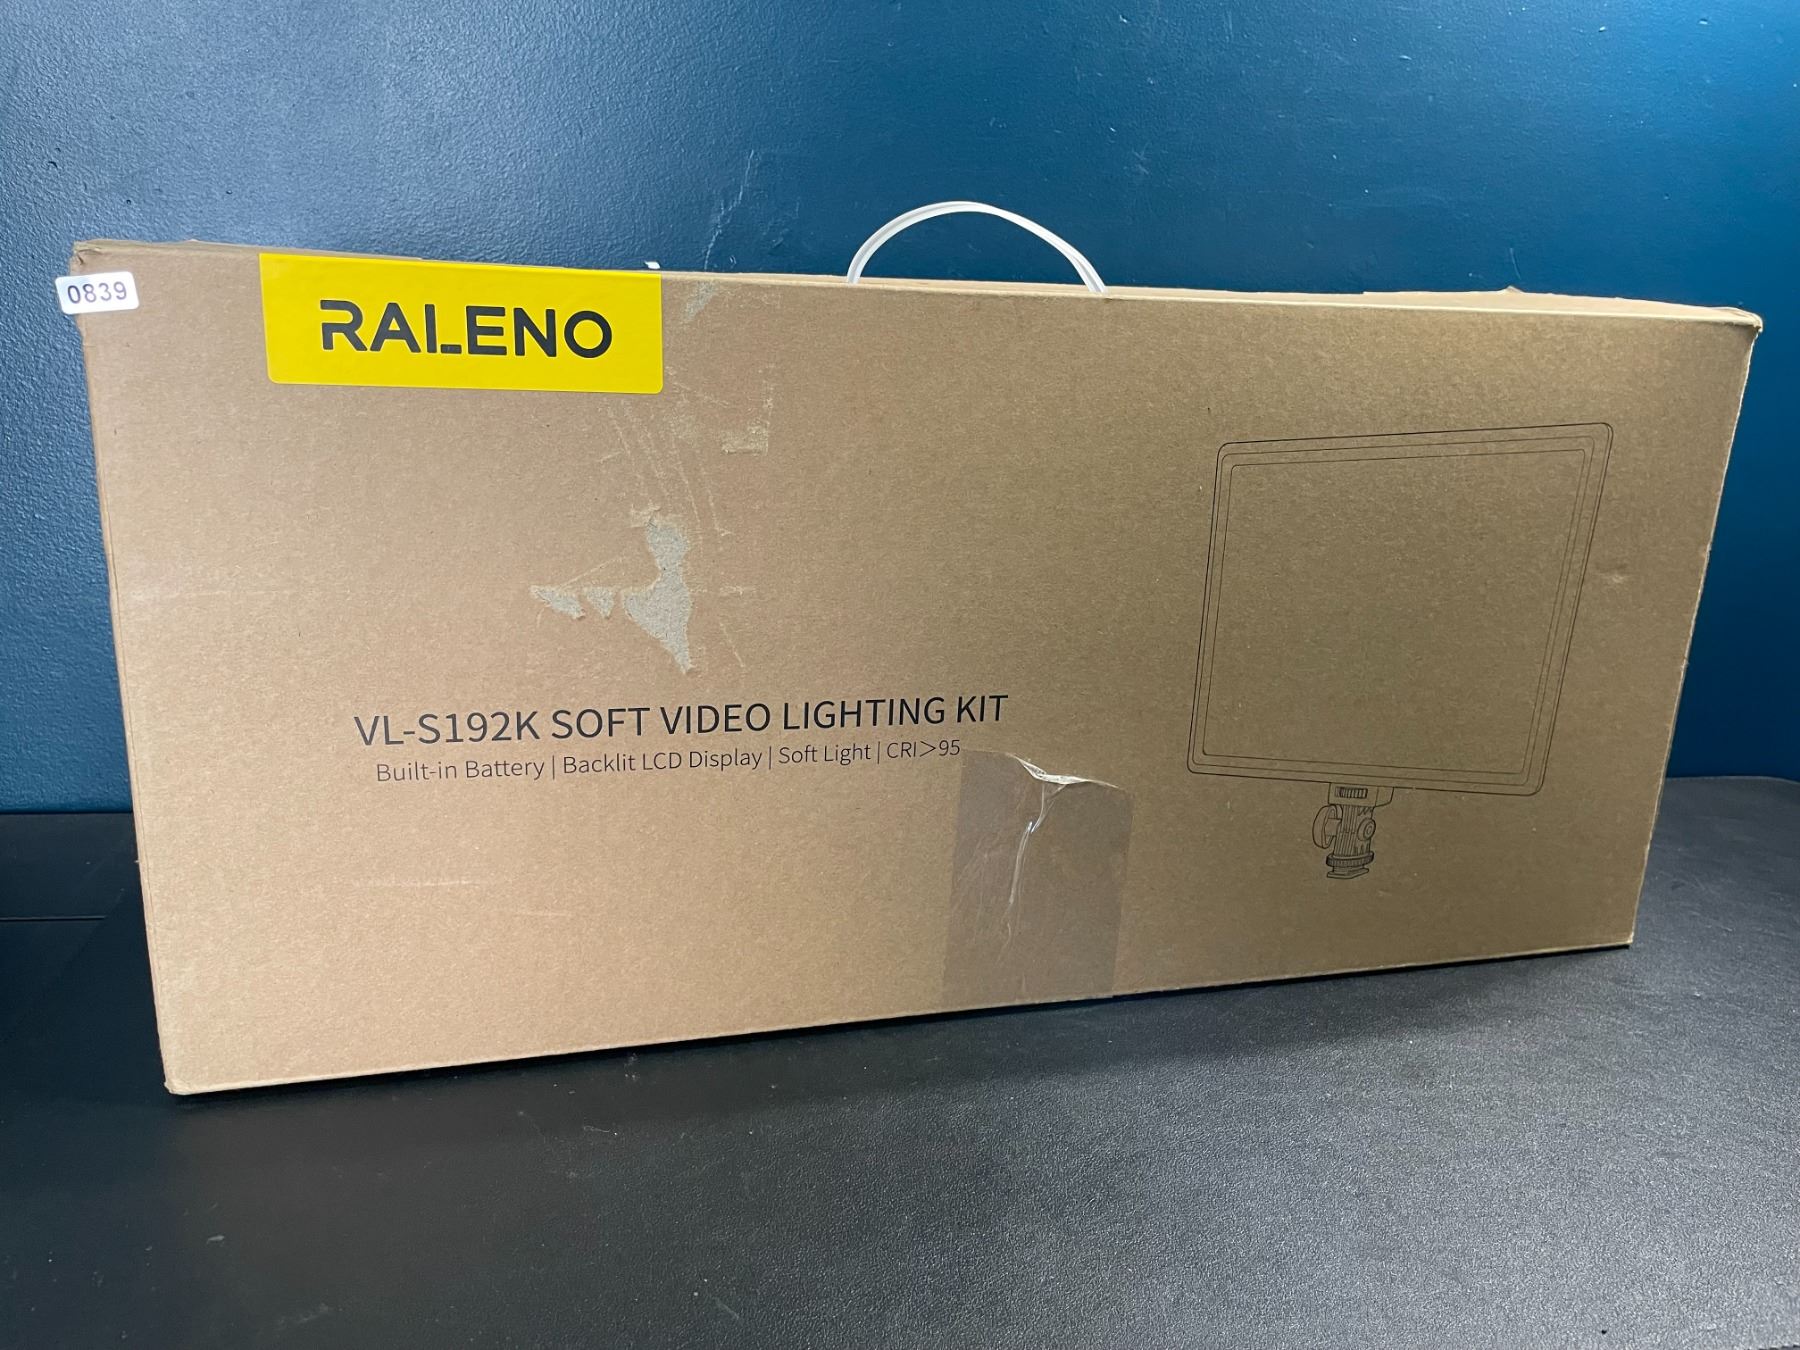 0839
RALENO
VL-S192K SOFT VIDEO LIGHTING KIT
Built-in Battery | Backlit LCD Display | Soft Light | CRI>95